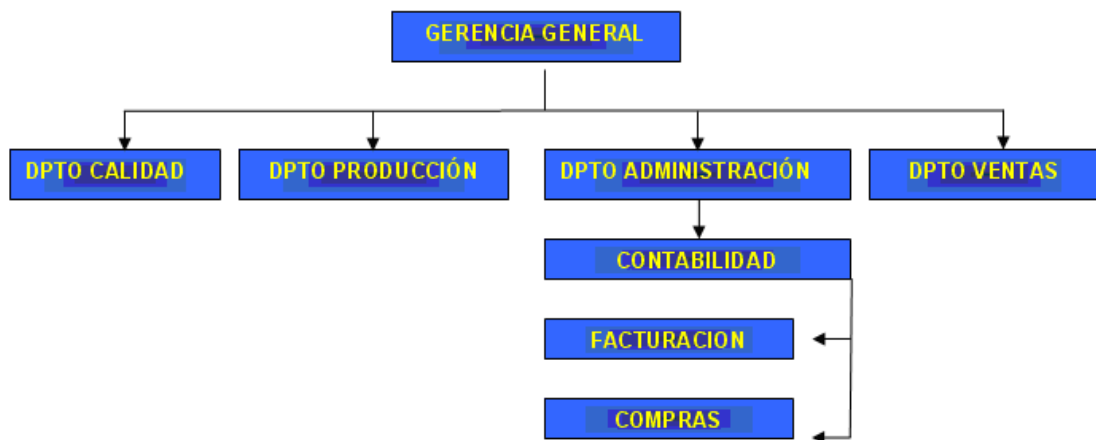 GERENCIA GENERAL
DPTO CALIDAD
DPTO PRODUCCIÓN
DPTO ADMINISTRACIÓN
DPTO VENTAS
CONTABILIDAD
FACTURACION
COMPRAS